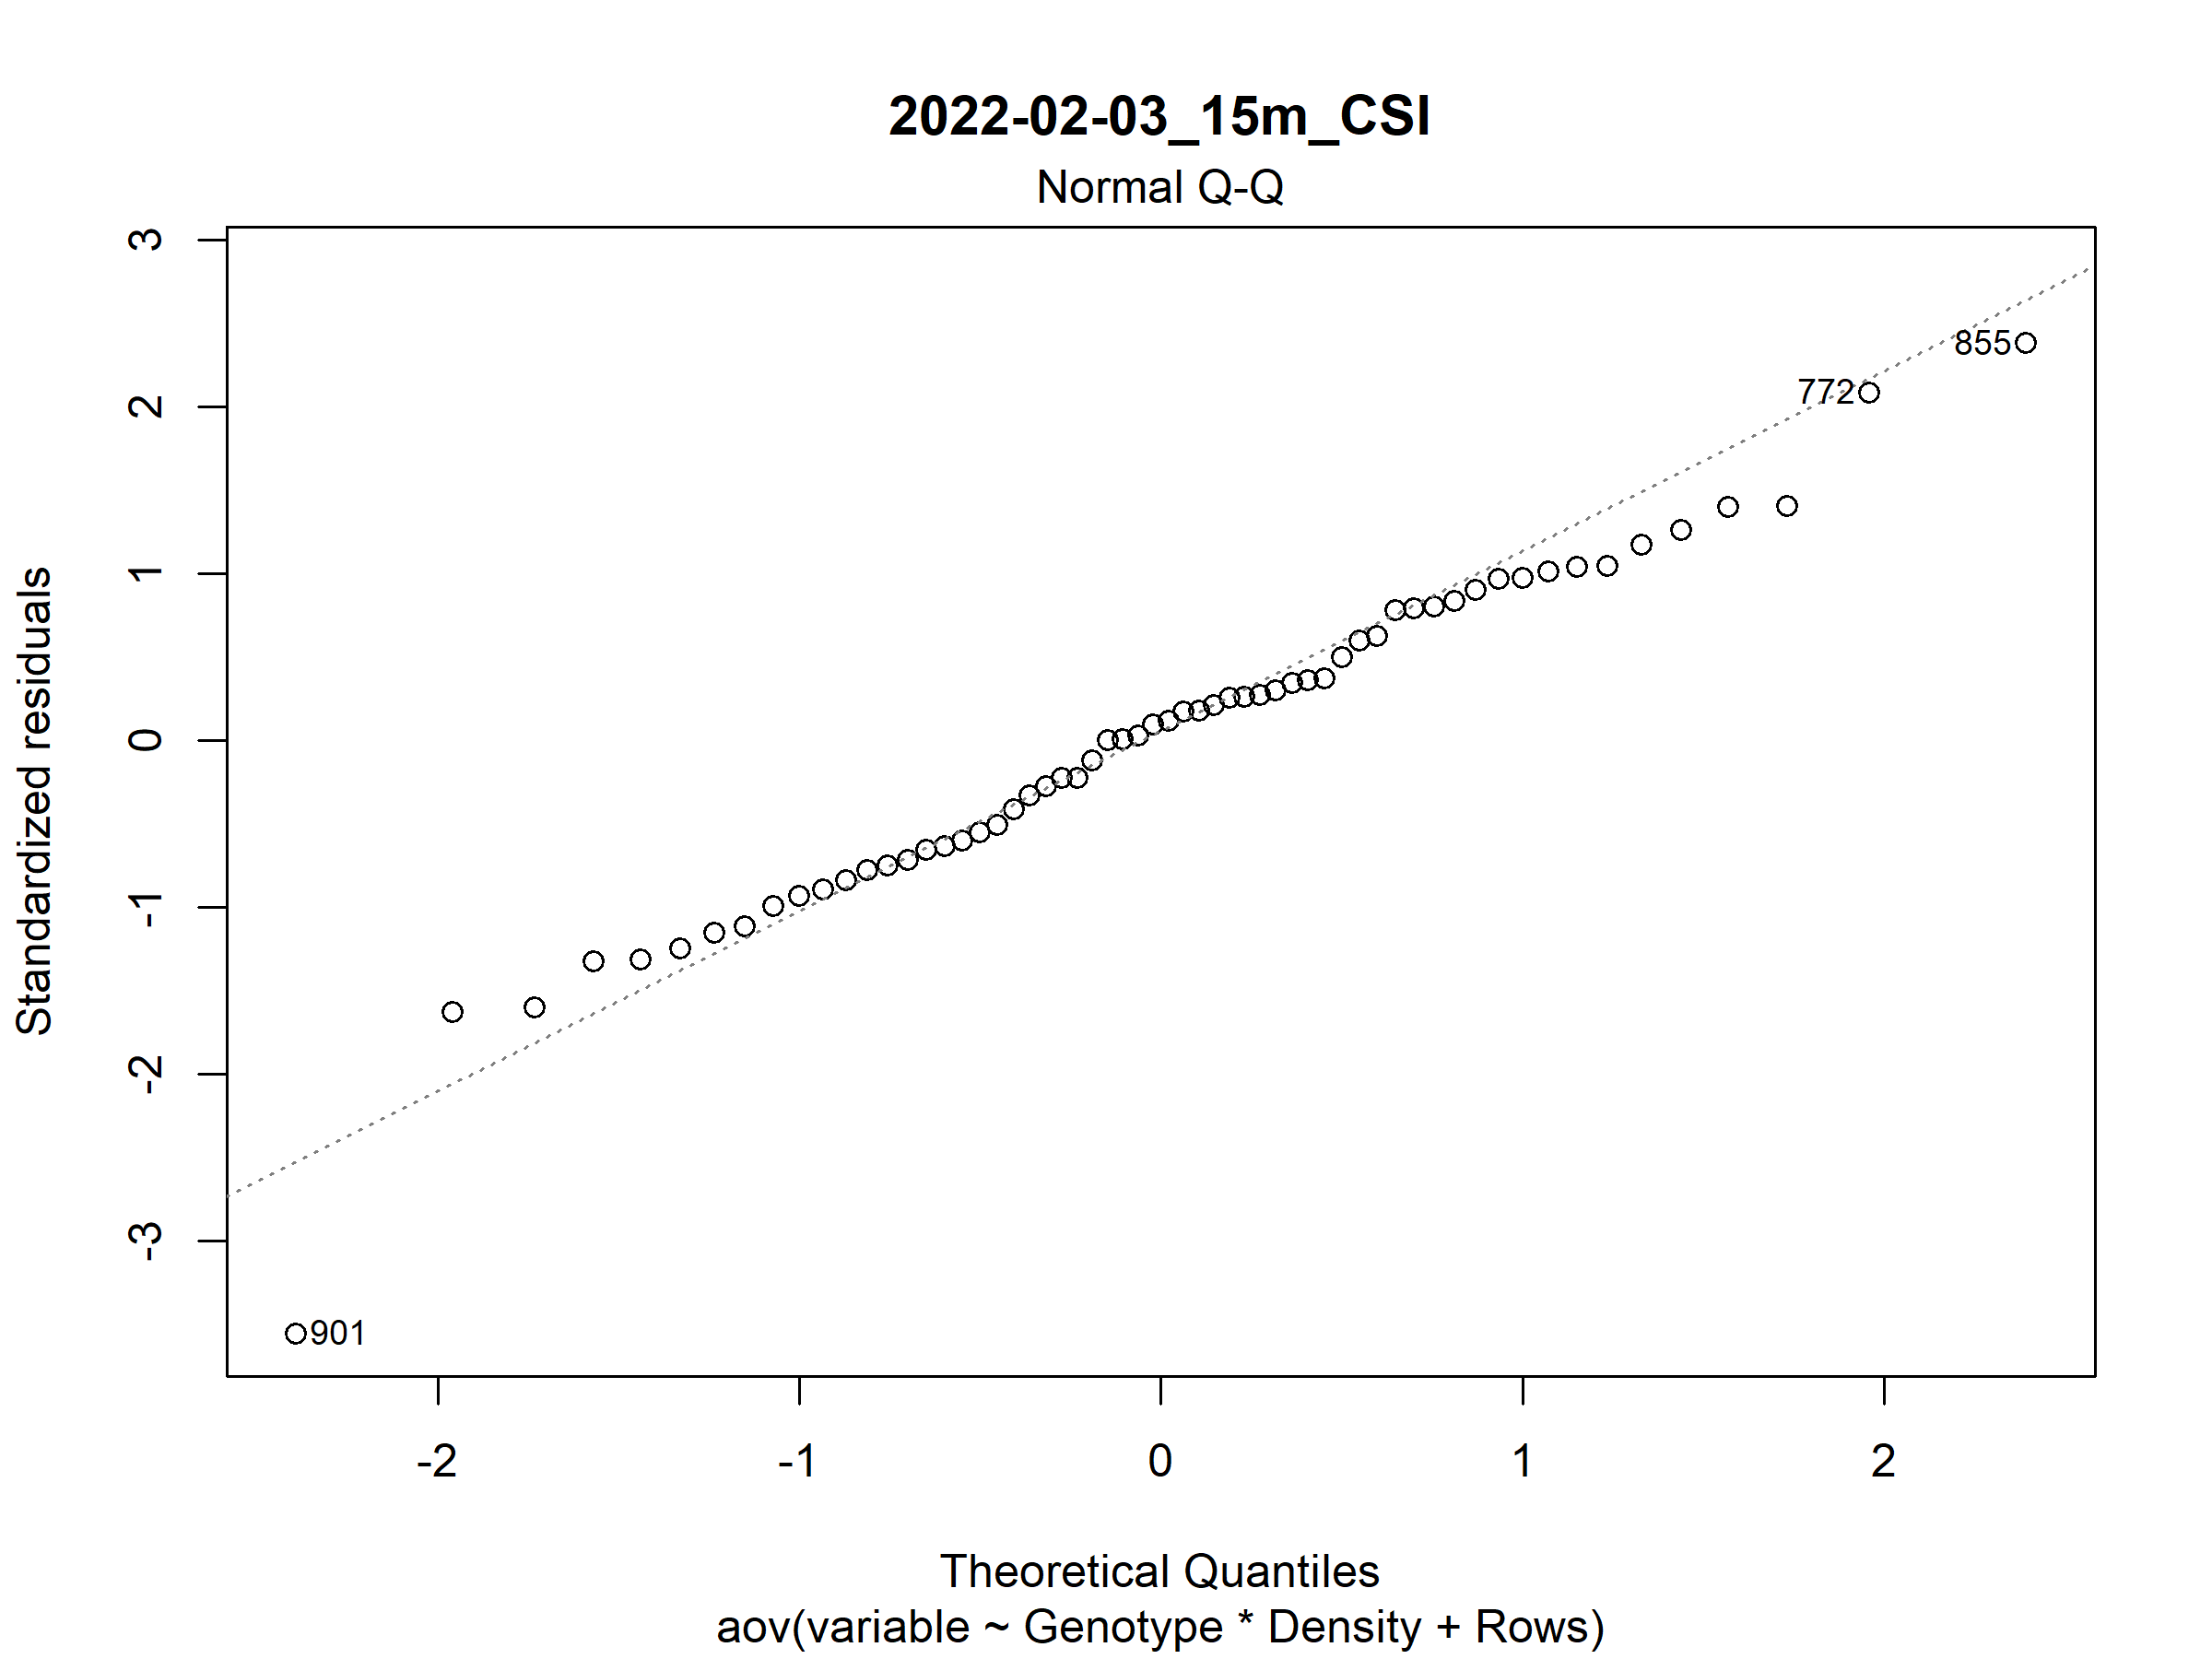 2022-02-03_15m_CSI
Normal Q-Q
3
2
1
0
-1
-2
-3
Standardized residuals
855
772
901
-2 -1 0 1 2
Theoretical Quantiles
aov(variable ~ Genotype * Density + Rows)